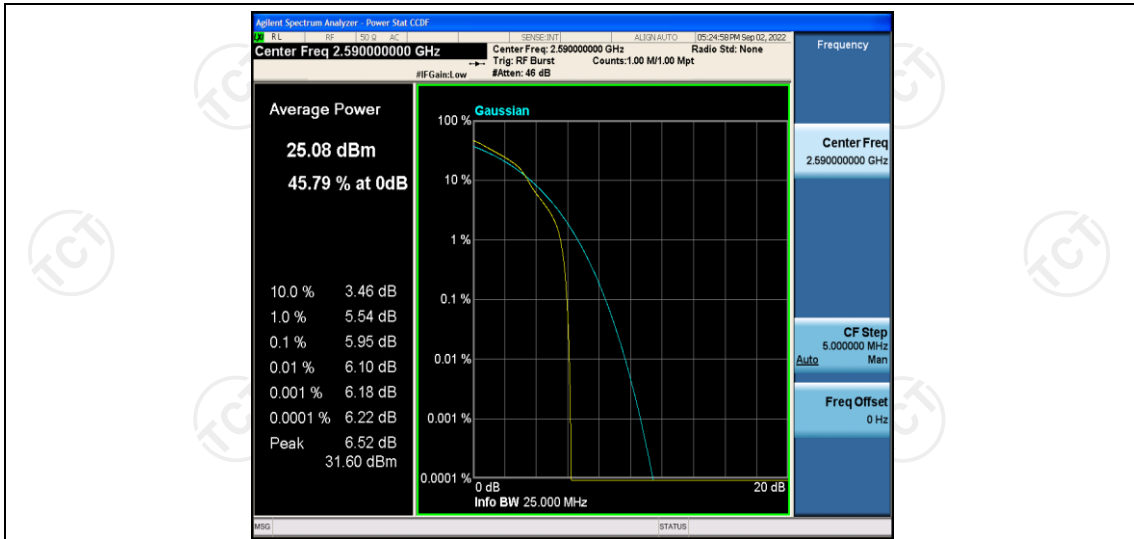 Agilent Spectrum Analyzer - Power Stat CCDF
LXI RL RF 50 Ω AC SENSE:INT ALIGN AUTO 05:24:58 PM Sep 02, 2022
Center Freq 2.590000000 GHz
Center Freq: 2.590000000 GHz Radio Std: None
Trig: RF Burst Counts:1.00 M/1.00 Mpt
#IFGain:Low #Atten: 46 dB
Frequency
Average Power
25.08 dBm
45.79 % at 0dB
10.0 % 3.46 dB
1.0 % 5.54 dB
0.1 % 5.95 dB
0.01 % 6.10 dB
0.001 % 6.18 dB
0.0001 % 6.22 dB
Peak 6.52 dB
31.60 dBm
Gaussian
100 %
10 %
1 %
0.1 %
0.01 %
0.001 %
0.0001 %
0 dB 20 dB
Info BW 25.000 MHz
Center Freq
2.590000000 GHz
CF Step
5.000000 MHz
Auto Man
Freq Offset
0 Hz
MSG STATUS
TCT
TCT
TCT
TCT
TCT
TCT